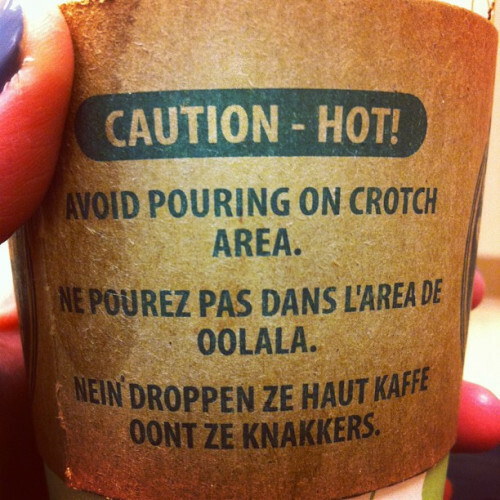 CAUTION - HOT!
AVOID POURING ON CROTCH
AREA.
NE POUREZ PAS DANS L'AREA DE
OOLALA.
NEIN DROPPEN ZE HAUT KAFFE
OONT ZE KNAKKERS.